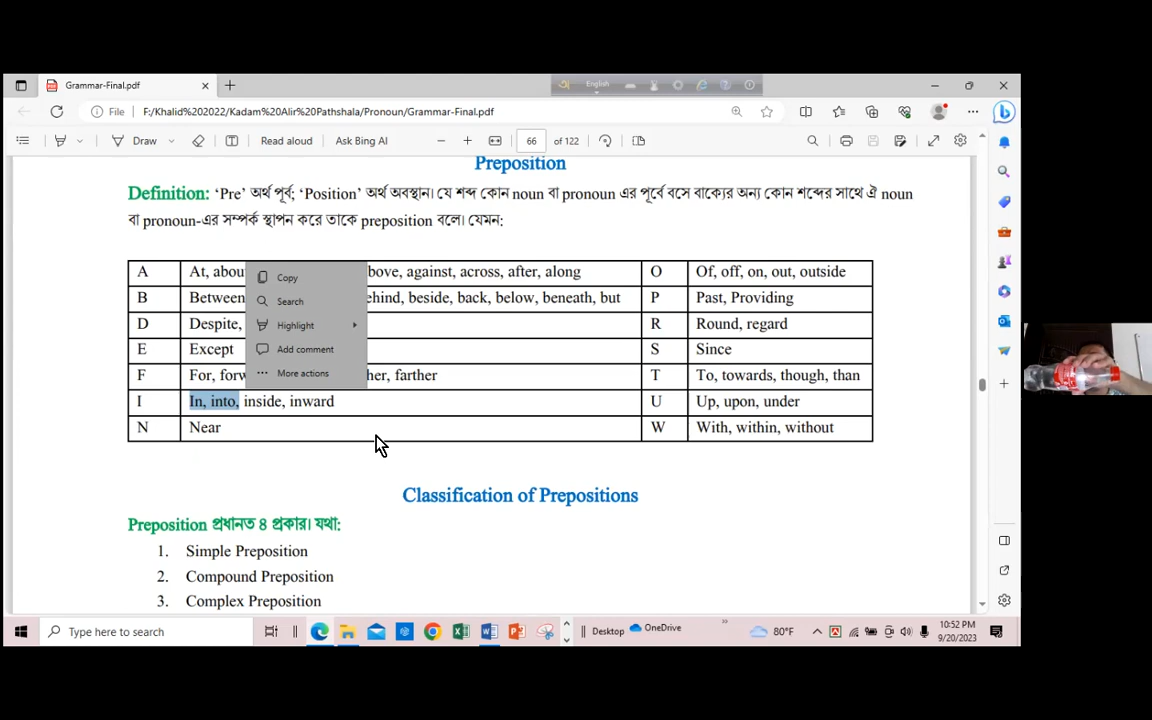 Grammar-Final.pdf
English
File F:/Khalid%202022/Kadam%20Alir%20Pathshala/Pronoun/Grammar-Final.pdf
Draw Read aloud Ask Bing AI 66 of 122
Preposition
Definition: ‘Pre’ অর্থ পূর্ব; ‘Position’ অর্থ অবস্থান। যে শব্দ কোন noun বা pronoun এর পূর্বে বসে বাক্যের অন্য কোন শব্দের সাথে ঐ noun
বা pronoun-এর সম্পর্ক স্থাপন করে তাকে preposition বলে। যেমন:
A At, abou bove, against, across, after, along O Of, off, on, out, outside
Copy
B Between ehind, beside, back, below, beneath, but P Past, Providing
Search
D Despite, R Round, regard
Highlight
E Except S Since
Add comment
F For, forw her, farther T To, towards, though, than
More actions
I In, into, inside, inward U Up, upon, under
N Near W With, within, without
Classification of Prepositions
Preposition প্রধানত ৪ প্রকার। যথা:
1. Simple Preposition
2. Compound Preposition
3. Complex Preposition
Type here to search Desktop OneDrive 80°F 10:52 PM
9/20/2023